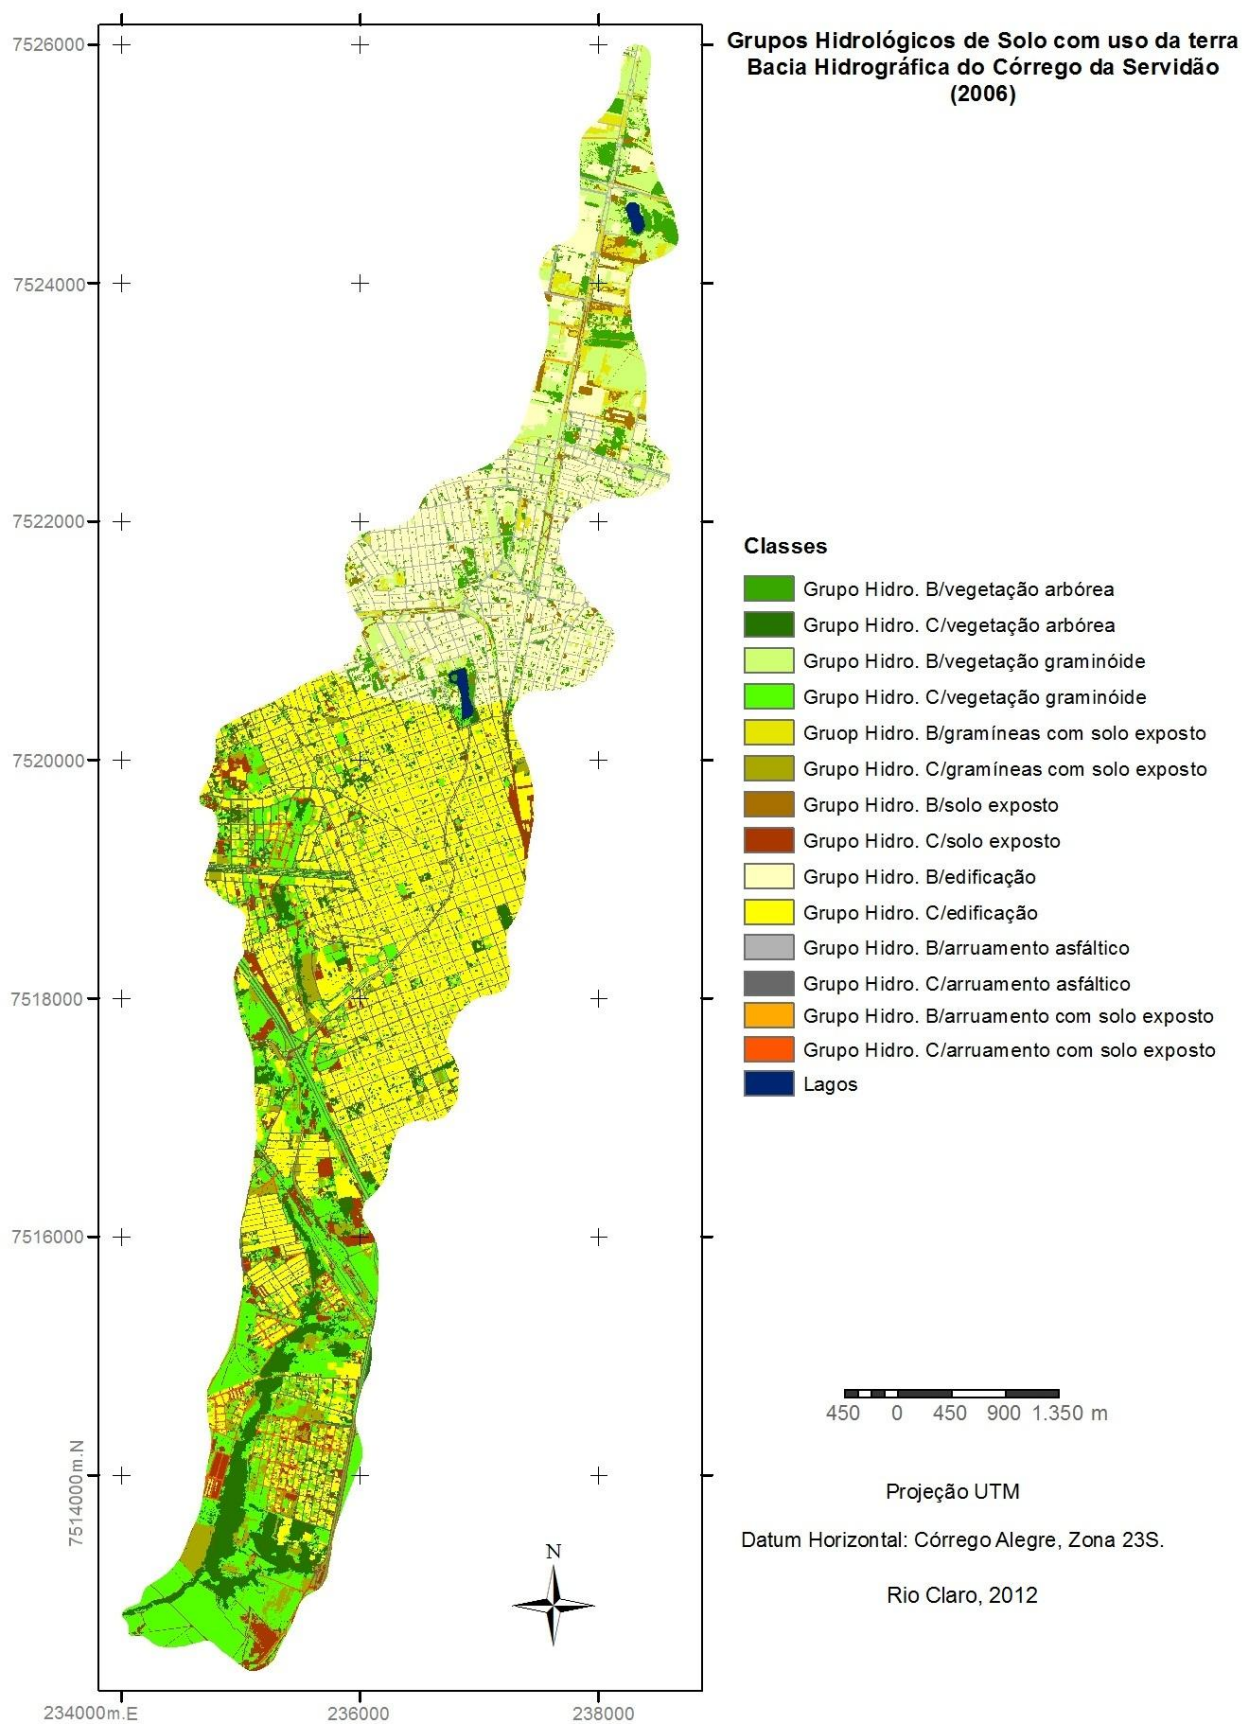 Grupos Hidrológicos de Solo com uso da terra
Bacia Hidrográfica do Córrego da Servidão
(2006)
7526000
7524000
7522000
7520000
7518000
7516000
7514000m.N
234000m.E
236000
238000
Classes
Grupo Hidro. B/vegetação arbórea
Grupo Hidro. C/vegetação arbórea
Grupo Hidro. B/vegetação graminóide
Grupo Hidro. C/vegetação graminóide
Gruop Hidro. B/gramíneas com solo exposto
Grupo Hidro. C/gramíneas com solo exposto
Grupo Hidro. B/solo exposto
Grupo Hidro. C/solo exposto
Grupo Hidro. B/edificação
Grupo Hidro. C/edificação
Grupo Hidro. B/arruamento asfáltico
Grupo Hidro. C/arruamento asfáltico
Grupo Hidro. B/arruamento com solo exposto
Grupo Hidro. C/arruamento com solo exposto
Lagos
450 0 450 900 1.350 m
Projeção UTM
Datum Horizontal: Córrego Alegre, Zona 23S.
Rio Claro, 2012
N